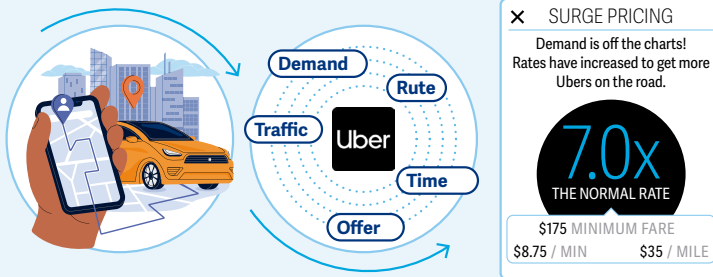 Demand
Rute
Traffic
Uber
Time
Offer
× SURGE PRICING
Demand is off the charts!
Rates have increased to get more
Ubers on the road.
7.0x
THE NORMAL RATE
$175 MINIMUM FARE
$8.75 / MIN $35 / MILE